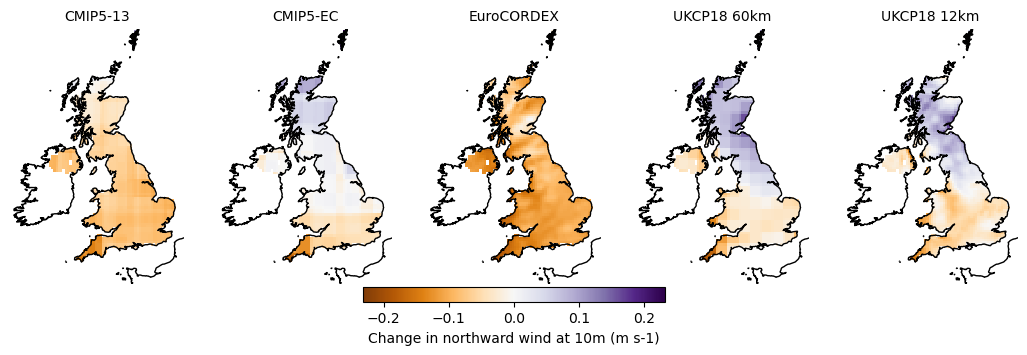 CMIP5-13
CMIP5-EC
EuroCORDEX
UKCP18 60km
UKCP18 12km
−0.2
−0.1
0.0
0.1
0.2
Change in northward wind at 10m (m s-1)